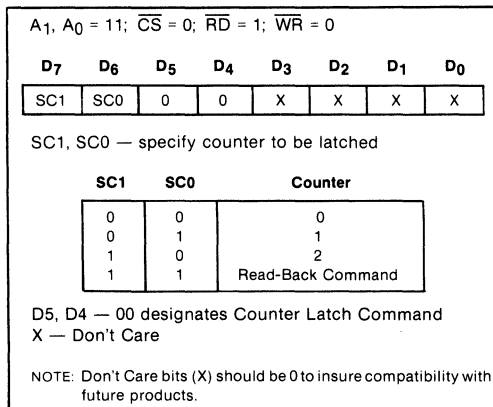 A1, A0 = 11; C̅S̅ = 0; R̅D̅ = 1; W̅R̅ = 0
D7 D6 D5 D4 D3 D2 D1 D0
SC1 SC0 0 0 X X X X
SC1, SC0 — specify counter to be latched
SC1 SC0 Counter
0 0 0
0 1 1
1 0 2
1 1 Read-Back Command
D5, D4 — 00 designates Counter Latch Command
X — Don't Care
NOTE: Don't Care bits (X) should be 0 to insure compatibility with
future products.